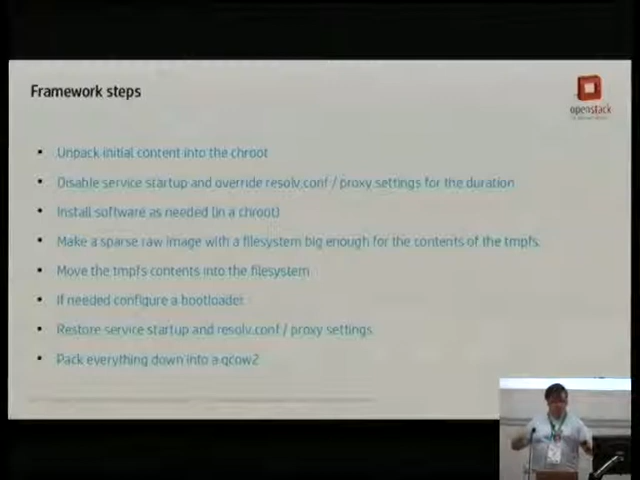 Framework steps
openstack
• Unpack initial content into the chroot
• Disable service startup and override resolv.conf / proxy settings for the duration
• Install software as needed (in a chroot)
• Make a sparse raw image with a filesystem big enough for the contents of the tmpfs.
• Move the tmpfs contents into the filesystem
• If needed configure a bootloader
• Restore service startup and resolv.conf / proxy settings
• Pack everything down into a qcow2